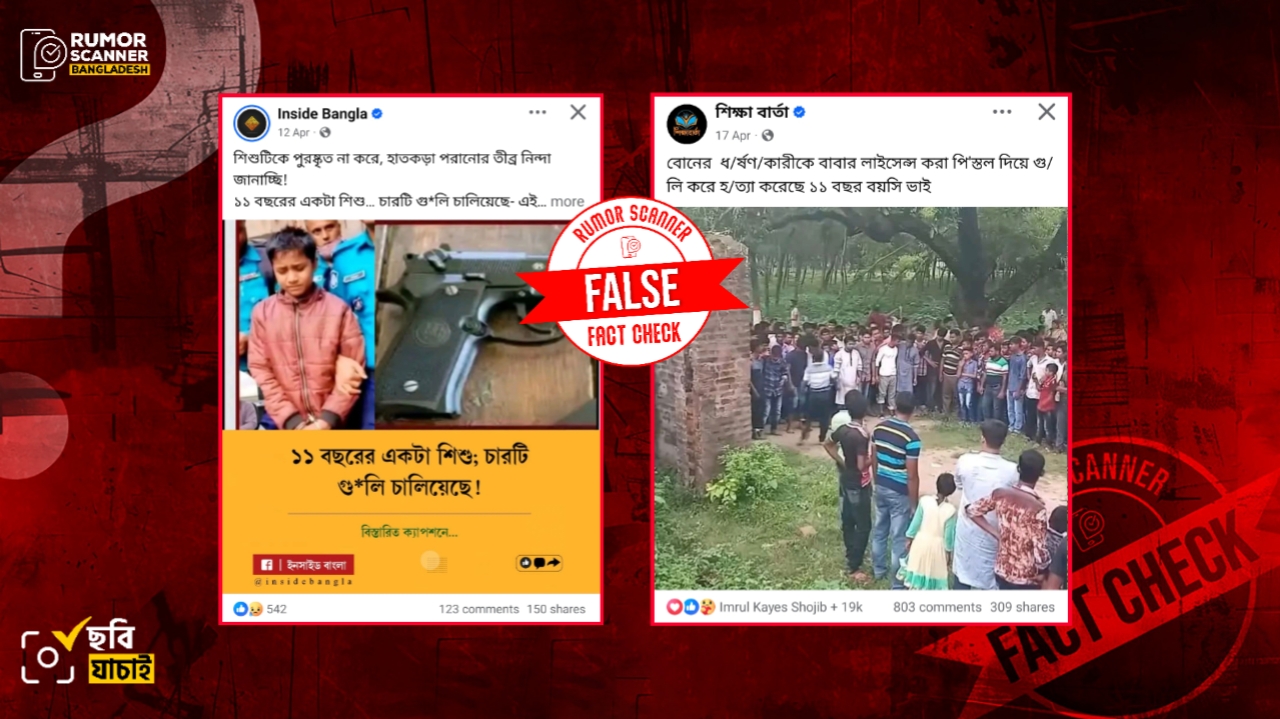 RUMOR
SCANNER
BANGLADESH
Inside Bangla
12 Apr ·
শিশুটিকে পুরষ্কৃত না করে, হাতকড়া পরানোর তীব্র নিন্দা
জানাচ্ছি!
১১ বছরের একটা শিশু... চারটি গু*লি চালিয়েছে- এই... more
১১ বছরের একটা শিশু; চারটি
গু*লি চালিয়েছে!
বিস্তারিত ক্যাপশনে...
ইনসাইড বাংলা
@insidebangla
542
123 comments 150 shares
শিক্ষা বার্তা
17 Apr ·
বোনের ধ/র্ষণ/কারীকে বাবার লাইসেন্স করা পি'স্তল দিয়ে গু/
লি করে হ/ত্যা করেছে ১১ বছর বয়সি ভাই
Imrul Kayes Shojib + 19k
803 comments 309 shares
RUMOR SCANNER
FALSE
FACT CHECK
ছবি
যাচাই
SCANNER
FACT CHECK